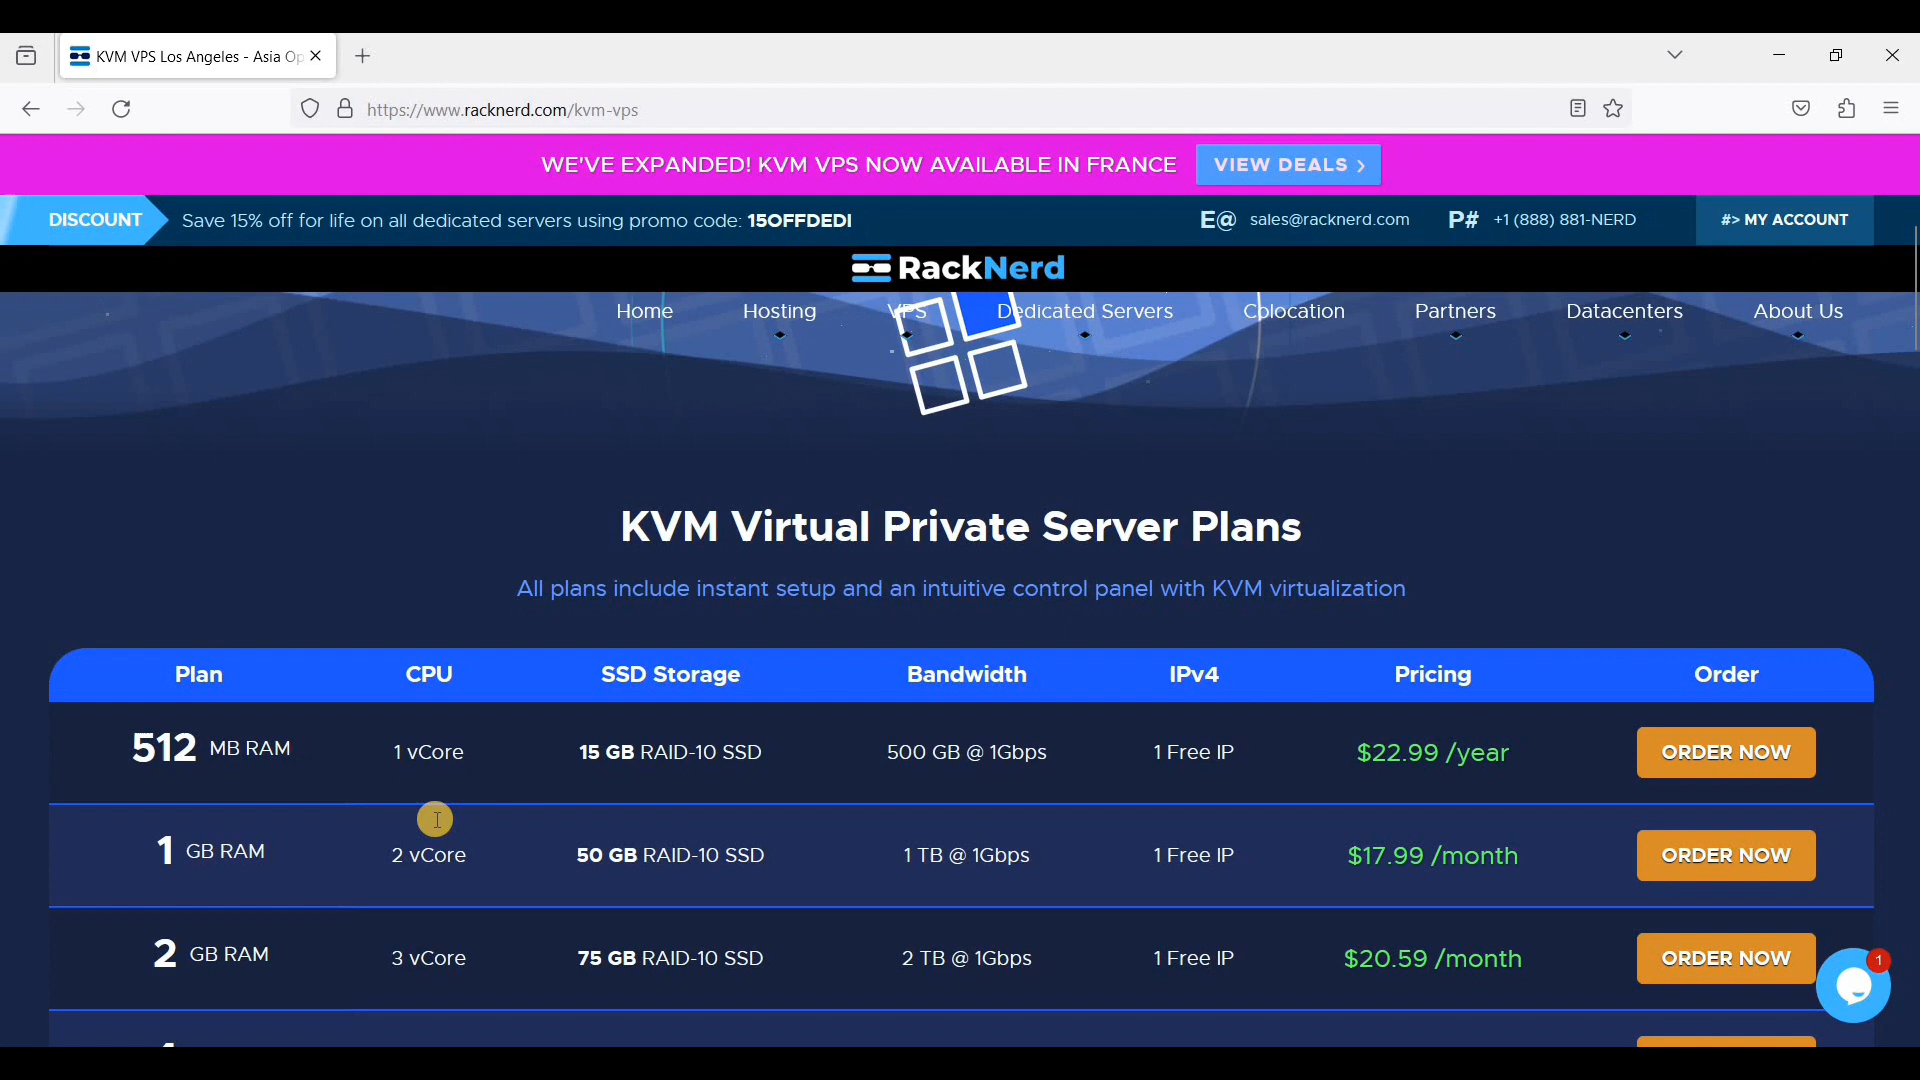 KVM VPS Los Angeles - Asia Op
https://www.racknerd.com/kvm-vps
WE'VE EXPANDED! KVM VPS NOW AVAILABLE IN FRANCE
VIEW DEALS >
DISCOUNT
Save 15% off for life on all dedicated servers using promo code: 15OFFDEDI
E@ sales@racknerd.com
P# +1 (888) 881-NERD
#> MY ACCOUNT
RackNerd
Home Hosting VPS Dedicated Servers Colocation Partners Datacenters About Us
KVM Virtual Private Server Plans
All plans include instant setup and an intuitive control panel with KVM virtualization
Plan CPU SSD Storage Bandwidth IPv4 Pricing Order
512 MB RAM 1 vCore 15 GB RAID-10 SSD 500 GB @ 1Gbps 1 Free IP $22.99 /year ORDER NOW
1 GB RAM 2 vCore 50 GB RAID-10 SSD 1 TB @ 1Gbps 1 Free IP $17.99 /month ORDER NOW
2 GB RAM 3 vCore 75 GB RAID-10 SSD 2 TB @ 1Gbps 1 Free IP $20.59 /month ORDER NOW
1